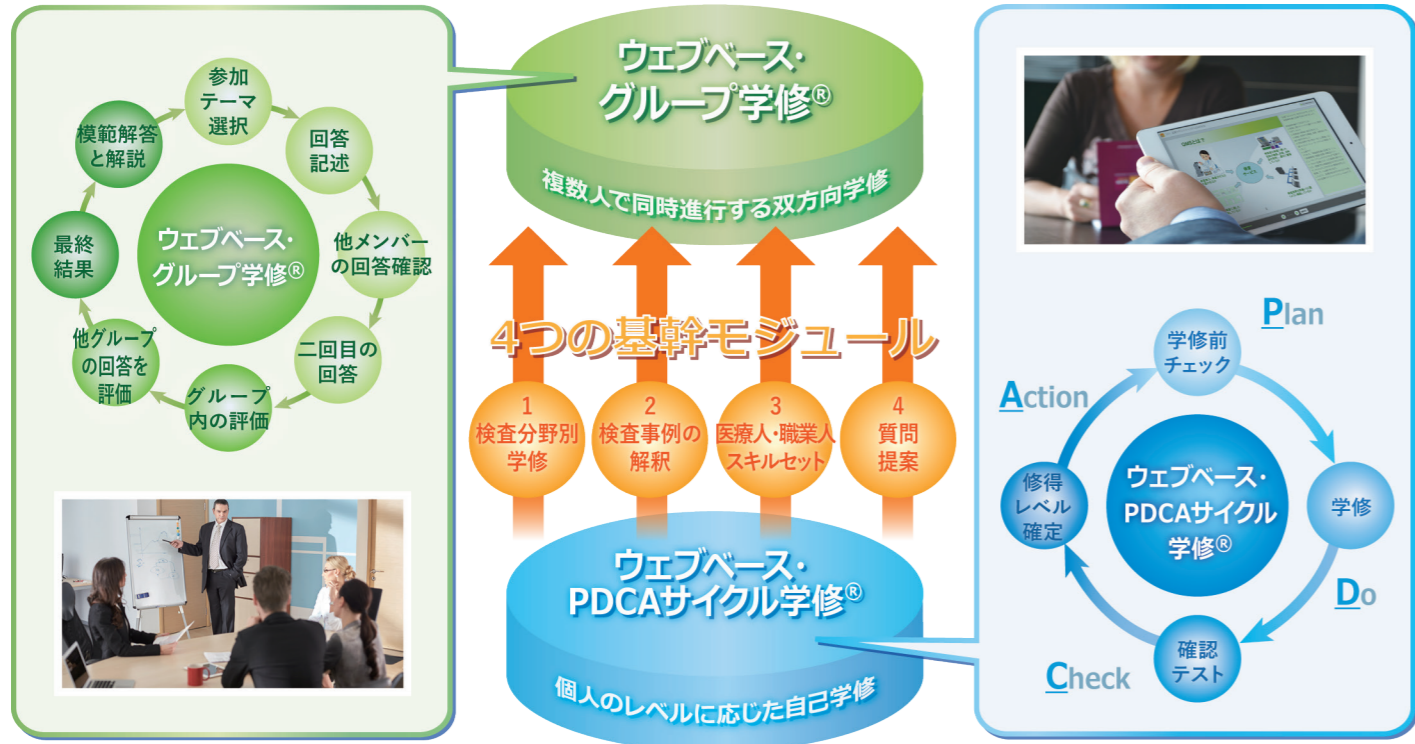 参加
テーマ
選択
回答
記述
他メンバー
の回答確認
二回目の
回答
グループ
内の評価
他グループ
の回答を
評価
最終
結果
模範解答
と解説
ウェブベース・
グループ学修®
ウェブベース・
グループ学修®
複数人で同時進行する双方向学修
4つの基幹モジュール
1
検査分野別
学修
2
検査事例の
解釈
3
医療人・職業人
スキルセット
4
質問
提案
ウェブベース・
PDCAサイクル学修®
個人のレベルに応じた自己学修
Plan
学修前
チェック
Action
修得
レベル
確定
ウェブベース・
PDCAサイクル
学修®
学修
Do
確認
テスト
Check